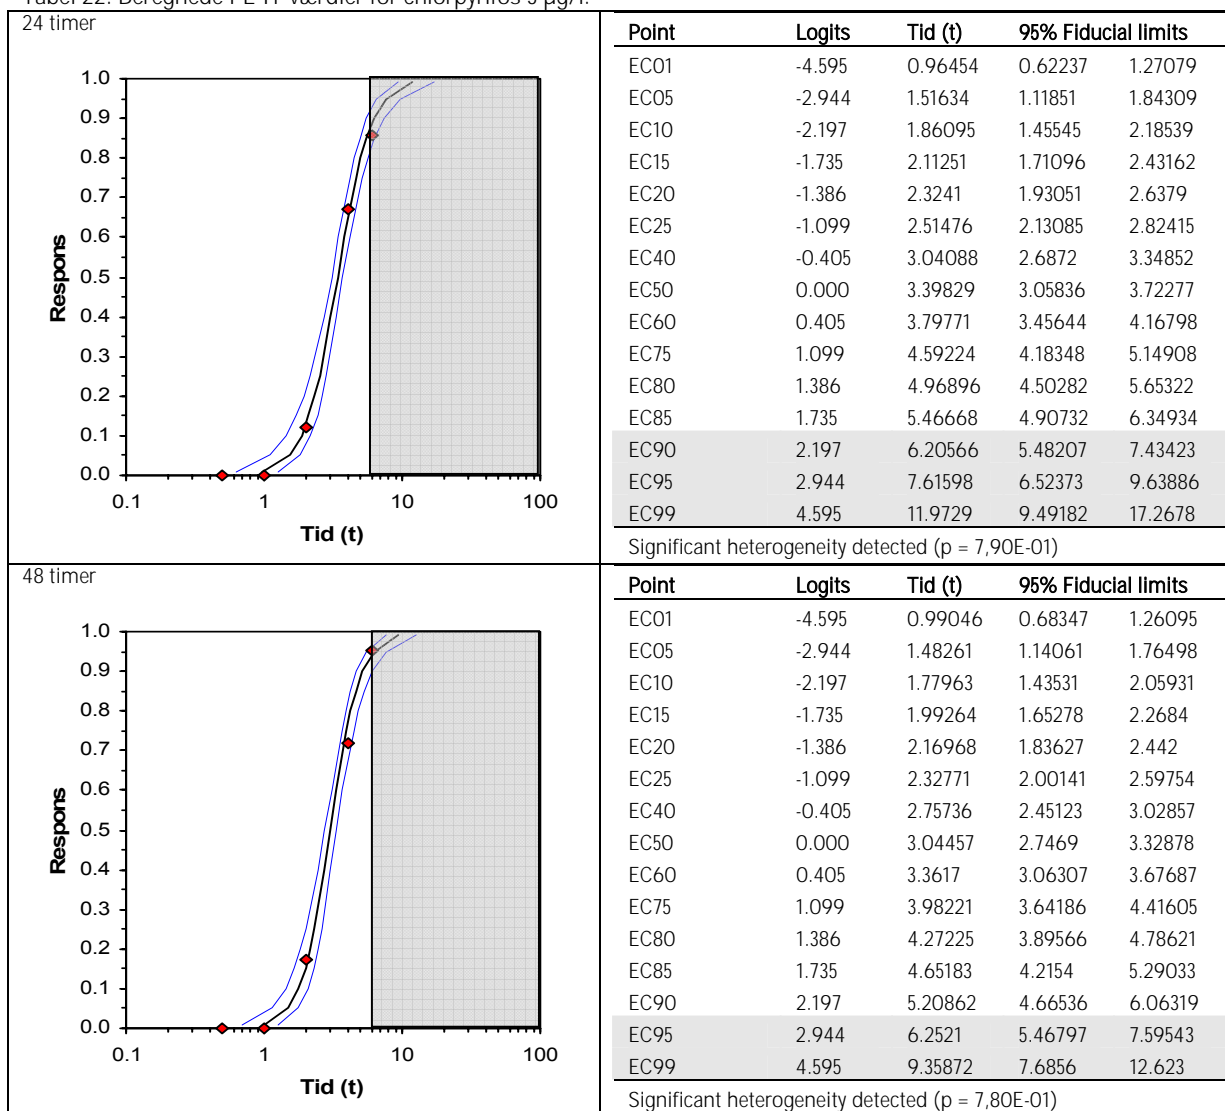 Tabel 22. Beregnede PE-TI værdier for chlorpyrifos 5 µg/l.
24 timer
1.0
0.9
0.8
0.7
0.6
0.5
0.4
0.3
0.2
0.1
0.0
Respons
0.1 1 10 100
Tid (t)
Point Logits Tid (t) 95% Fiducial limits
EC01 -4.595 0.96454 0.62237 1.27079
EC05 -2.944 1.51634 1.11851 1.84309
EC10 -2.197 1.86095 1.45545 2.18539
EC15 -1.735 2.11251 1.71096 2.43162
EC20 -1.386 2.3241 1.93051 2.6379
EC25 -1.099 2.51476 2.13085 2.82415
EC40 -0.405 3.04088 2.6872 3.34852
EC50 0.000 3.39829 3.05836 3.72277
EC60 0.405 3.79771 3.45644 4.16798
EC75 1.099 4.59224 4.18348 5.14908
EC80 1.386 4.96896 4.50282 5.65322
EC85 1.735 5.46668 4.90732 6.34934
EC90 2.197 6.20566 5.48207 7.43423
EC95 2.944 7.61598 6.52373 9.63886
EC99 4.595 11.9729 9.49182 17.2678
Significant heterogeneity detected (p = 7,90E-01)
48 timer
1.0
0.9
0.8
0.7
0.6
0.5
0.4
0.3
0.2
0.1
0.0
Respons
0.1 1 10 100
Tid (t)
Point Logits Tid (t) 95% Fiducial limits
EC01 -4.595 0.99046 0.68347 1.26095
EC05 -2.944 1.48261 1.14061 1.76498
EC10 -2.197 1.77963 1.43531 2.05931
EC15 -1.735 1.99264 1.65278 2.2684
EC20 -1.386 2.16968 1.83627 2.442
EC25 -1.099 2.32771 2.00141 2.59754
EC40 -0.405 2.75736 2.45123 3.02857
EC50 0.000 3.04457 2.7469 3.32878
EC60 0.405 3.3617 3.06307 3.67687
EC75 1.099 3.98221 3.64186 4.41605
EC80 1.386 4.27225 3.89566 4.78621
EC85 1.735 4.65183 4.2154 5.29033
EC90 2.197 5.20862 4.66536 6.06319
EC95 2.944 6.2521 5.46797 7.59543
EC99 4.595 9.35872 7.6856 12.623
Significant heterogeneity detected (p = 7,80E-01)